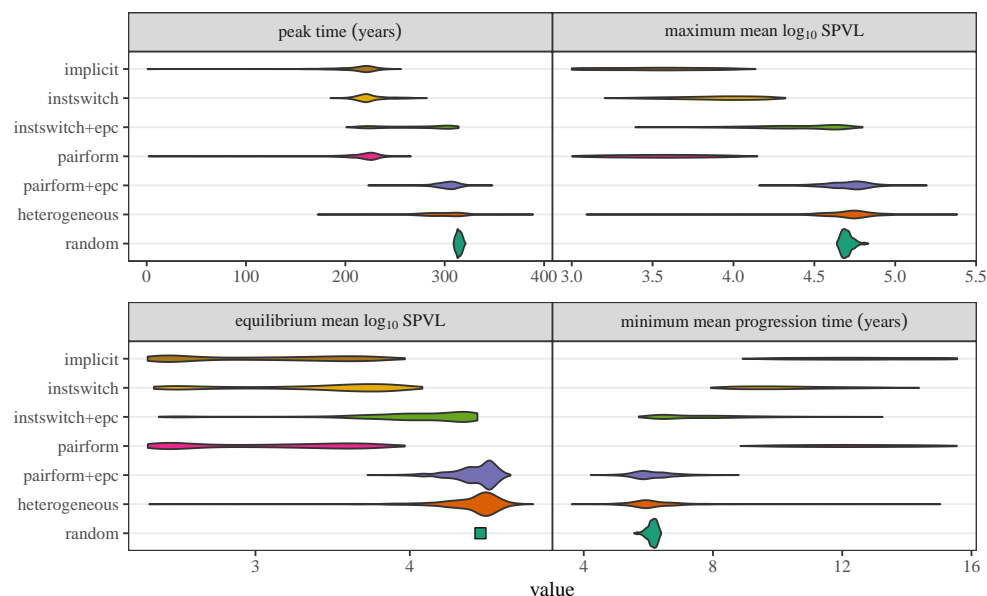 peak time (years)
maximum mean log₁₀ SPVL
implicit
instswitch
instswitch+epc
pairform
pairform+epc
heterogeneous
random
0 100 200 300 400 3.0 3.5 4.0 4.5 5.0 5.5
equilibrium mean log₁₀ SPVL
minimum mean progression time (years)
implicit
instswitch
instswitch+epc
pairform
pairform+epc
heterogeneous
random
3 4 4 8 12 16
value